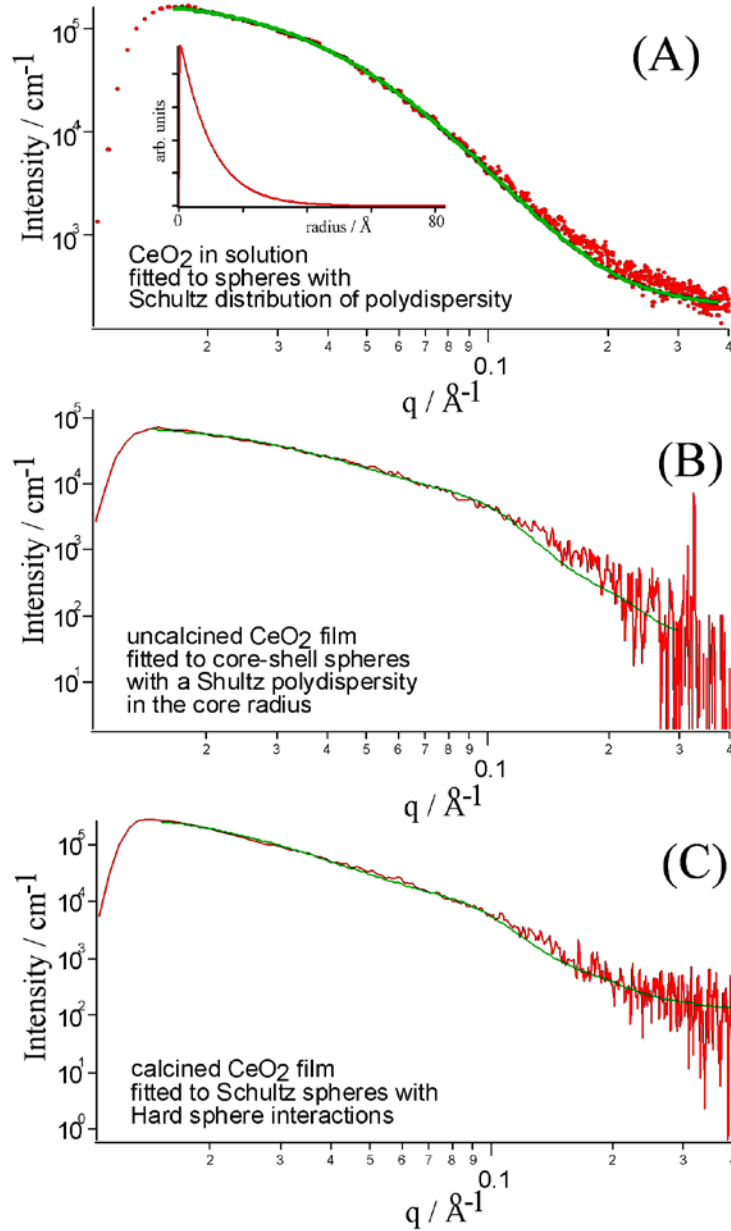 (A)
Intensity / cm-1
10^5
10^4
10^3
arb. units
0
80
radius / Å
CeO2 in solution
fitted to spheres with
Schultz distribution of polydispersity
2 3 4 5 6 7 8 9 2 3 4
0.1
q / Å-1
(B)
Intensity / cm-1
10^5
10^4
10^3
10^2
10^1
uncalcined CeO2 film
fitted to core-shell spheres
with a Shultz polydispersity
in the core radius
2 3 4 5 6 7 8 9 2 3 4
0.1
q / Å-1
(C)
Intensity / cm-1
10^5
10^4
10^3
10^2
10^1
10^0
calcined CeO2 film
fitted to Schultz spheres with
Hard sphere interactions
2 3 4 5 6 7 8 9 2 3 4
0.1
q / Å-1